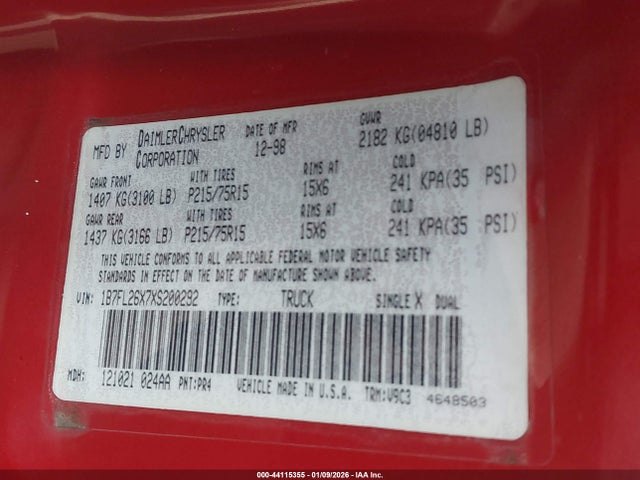 MFD BY DAIMLERCHRYSLER CORPORATION DATE OF MFR 12-98 GVWR 2182 KG(04810 LB)
GAWR FRONT WITH TIRES RIMS AT COLD
1407 KG(3100 LB) P215/75R15 15X6 241 KPA(35 PSI)
GAWR REAR WITH TIRES RIMS AT COLD
1437 KG(3166 LB) P215/75R15 15X6 241 KPA(35 PSI)
THIS VEHICLE CONFORMS TO ALL APPLICABLE FEDERAL MOTOR VEHICLE SAFETY
STANDARDS IN EFFECT ON THE DATE OF MANUFACTURE SHOWN ABOVE.
VIN: 1B7FL26X7XS200292 TYPE: TRUCK SINGLE X DUAL
MDH: 121021 024AA PNT:PR4 VEHICLE MADE IN U.S.A. TRM:V9C3 4648503
000-44115355 - 01/09/2026 - IAA Inc.